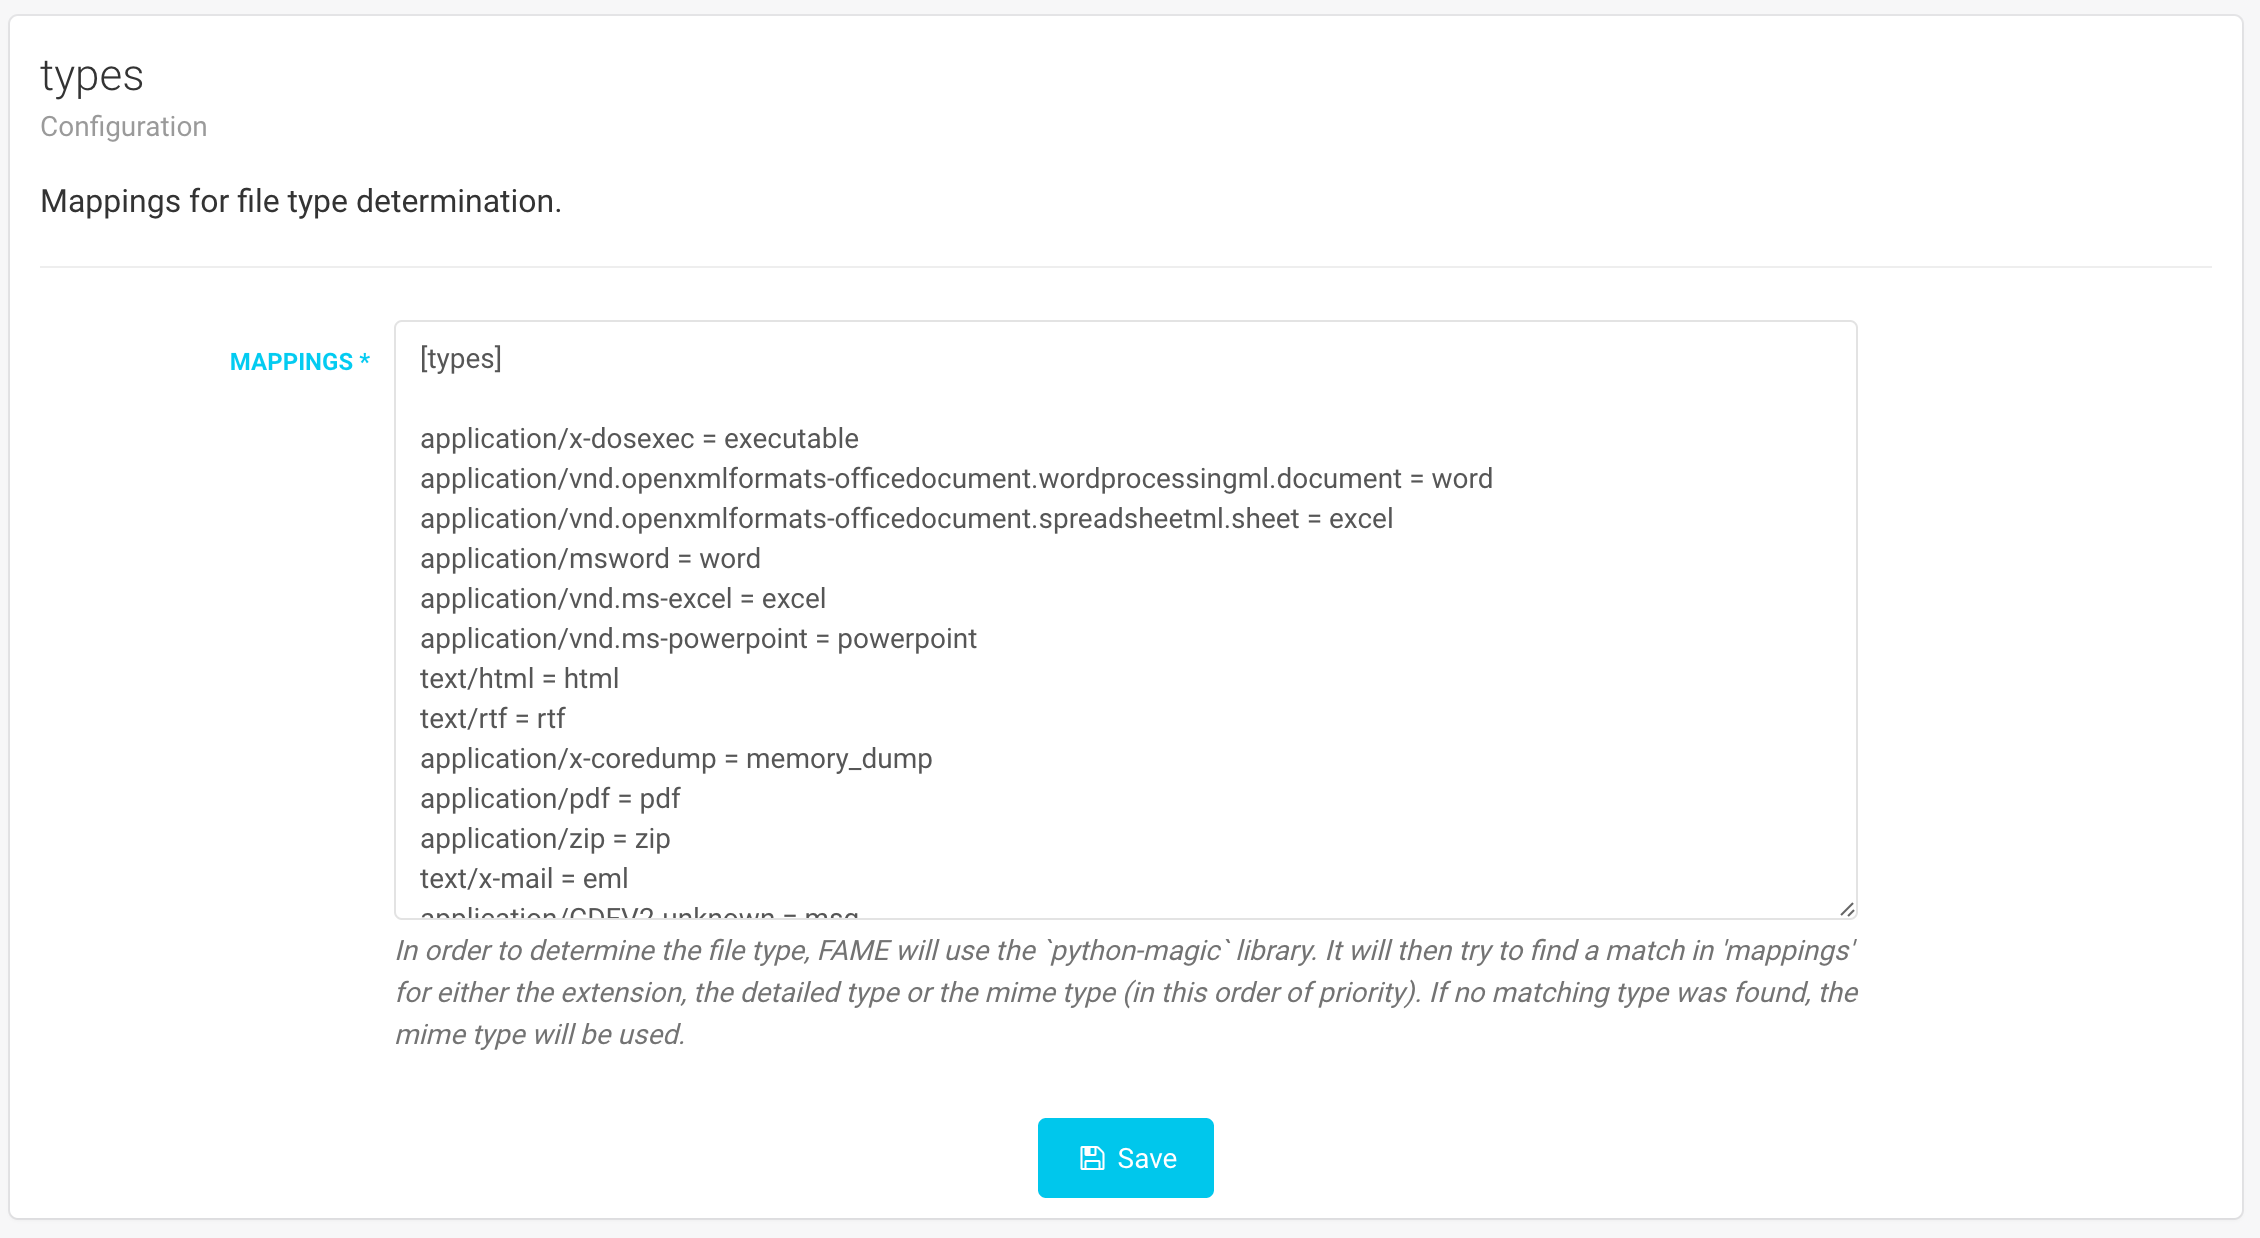 types
Configuration
Mappings for file type determination.
MAPPINGS *
[types]
application/x-dosexec = executable
application/vnd.openxmlformats-officedocument.wordprocessingml.document = word
application/vnd.openxmlformats-officedocument.spreadsheetml.sheet = excel
application/msword = word
application/vnd.ms-excel = excel
application/vnd.ms-powerpoint = powerpoint
text/html = html
text/rtf = rtf
application/x-coredump = memory_dump
application/pdf = pdf
application/zip = zip
text/x-mail = eml
application/CDFV2-unknown = msg
In order to determine the file type, FAME will use the `python-magic` library. It will then try to find a match in 'mappings'
for either the extension, the detailed type or the mime type (in this order of priority). If no matching type was found, the
mime type will be used.
Save